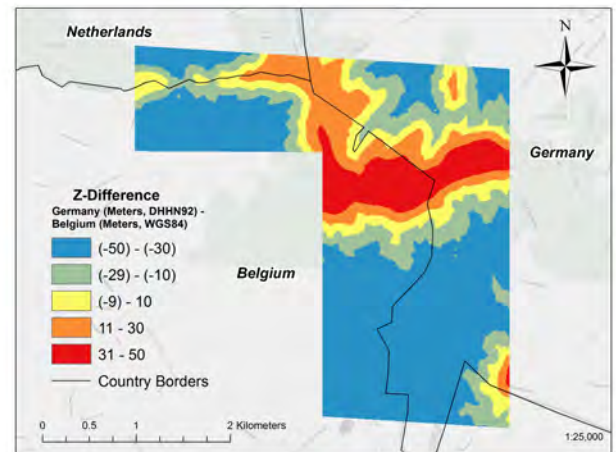 Netherlands
N
Germany
Z-Difference
Germany (Meters, DHHN92) -
Belgium (Meters, WGS84)
(-50) - (-30)
(-29) - (-10)
(-9) - 10
11 - 30
31 - 50
Country Borders
Belgium
0 0.5 1 2 Kilometers
1:25,000